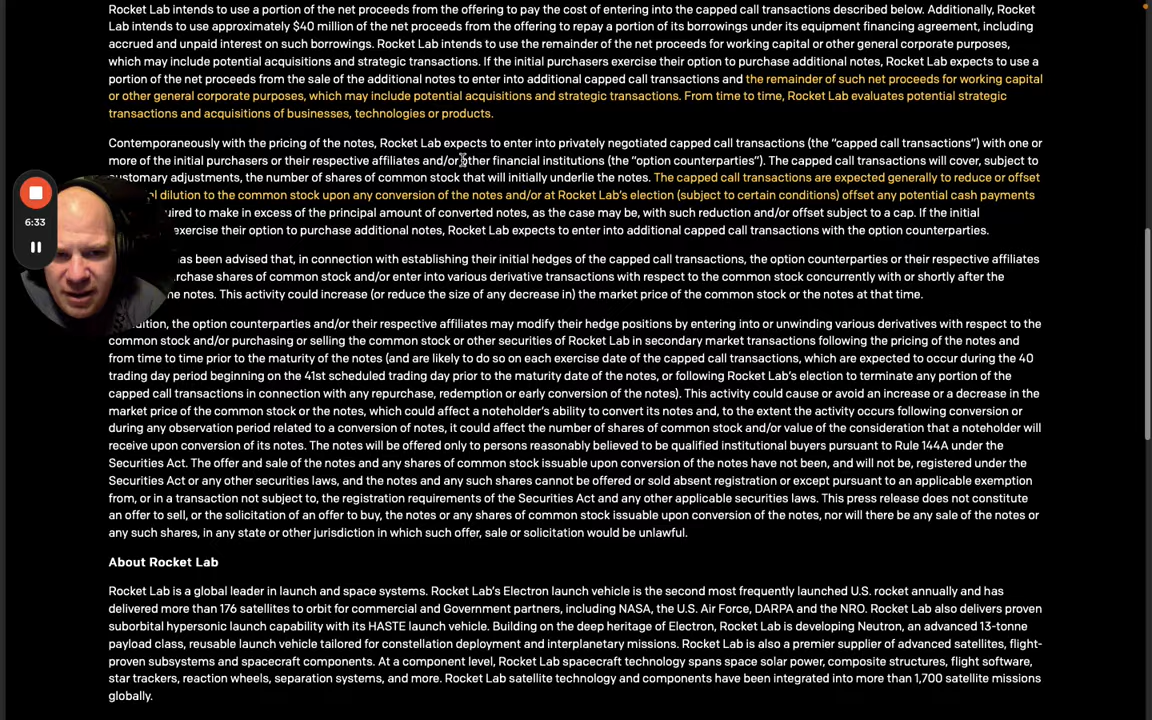 Rocket Lab intends to use a portion of the net proceeds from the offering to pay the cost of entering into the capped call transactions described below. Additionally, Rocket
Lab intends to use approximately $40 million of the net proceeds from the offering to repay a portion of its borrowings under its equipment financing agreement, including
accrued and unpaid interest on such borrowings. Rocket Lab intends to use the remainder of the net proceeds for working capital or other general corporate purposes,
which may include potential acquisitions and strategic transactions. If the initial purchasers exercise their option to purchase additional notes, Rocket Lab expects to use a
portion of the net proceeds from the sale of the additional notes to enter into additional capped call transactions and the remainder of such net proceeds for working capital
or other general corporate purposes, which may include potential acquisitions and strategic transactions. From time to time, Rocket Lab evaluates potential strategic
transactions and acquisitions of businesses, technologies or products.
Contemporaneously with the pricing of the notes, Rocket Lab expects to enter into privately negotiated capped call transactions (the “capped call transactions”) with one or
more of the initial purchasers or their respective affiliates and/or other financial institutions (the “option counterparties”). The capped call transactions will cover, subject to
customary adjustments, the number of shares of common stock that will initially underlie the notes. The capped call transactions are expected generally to reduce or offset
dilution to the common stock upon any conversion of the notes and/or at Rocket Lab’s election (subject to certain conditions) offset any potential cash payments
6:33
to make in excess of the principal amount of converted notes, as the case may be, with such reduction and/or offset subject to a cap. If the initial
exercise their option to purchase additional notes, Rocket Lab expects to enter into additional capped call transactions with the option counterparties.
has been advised that, in connection with establishing their initial hedges of the capped call transactions, the option counterparties or their respective affiliates
shares of common stock and/or enter into various derivative transactions with respect to the common stock concurrently with or shortly after the
notes. This activity could increase (or reduce the size of any decrease in) the market price of the common stock or the notes at that time.
the option counterparties and/or their respective affiliates may modify their hedge positions by entering into or unwinding various derivatives with respect to the
common stock and/or purchasing or selling the common stock or other securities of Rocket Lab in secondary market transactions following the pricing of the notes and
from time to time prior to the maturity of the notes (and are likely to do so on each exercise date of the capped call transactions, which are expected to occur during the 40
trading day period beginning on the 41st scheduled trading day prior to the maturity date of the notes, or following Rocket Lab’s election to terminate any portion of the
capped call transactions in connection with any repurchase, redemption or early conversion of the notes). This activity could cause or avoid an increase or a decrease in the
market price of the common stock or the notes, which could affect a noteholder’s ability to convert its notes and, to the extent the activity occurs following conversion or
during any observation period related to a conversion of notes, it could affect the number of shares of common stock and/or value of the consideration that a noteholder will
receive upon conversion of its notes. The notes will be offered only to persons reasonably believed to be qualified institutional buyers pursuant to Rule 144A under the
Securities Act. The offer and sale of the notes and any shares of common stock issuable upon conversion of the notes have not been, and will not be, registered under the
Securities Act or any other securities laws, and the notes and any such shares cannot be offered or sold absent registration or except pursuant to an applicable exemption
from, or in a transaction not subject to, the registration requirements of the Securities Act and any other applicable securities laws. This press release does not constitute
an offer to sell, or the solicitation of an offer to buy, the notes or any shares of common stock issuable upon conversion of the notes, nor will there be any sale of the notes or
any such shares, in any state or other jurisdiction in which such offer, sale or solicitation would be unlawful.
About Rocket Lab
Rocket Lab is a global leader in launch and space systems. Rocket Lab’s Electron launch vehicle is the second most frequently launched U.S. rocket annually and has
delivered more than 176 satellites to orbit for commercial and Government partners, including NASA, the U.S. Air Force, DARPA and the NRO. Rocket Lab also delivers proven
suborbital hypersonic launch capability with its HASTE launch vehicle. Building on the deep heritage of Electron, Rocket Lab is developing Neutron, an advanced 13-tonne
payload class, reusable launch vehicle tailored for constellation deployment and interplanetary missions. Rocket Lab is also a premier supplier of advanced satellites, flight-
proven subsystems and spacecraft components. At a component level, Rocket Lab spacecraft technology spans space solar power, composite structures, flight software,
star trackers, reaction wheels, separation systems, and more. Rocket Lab satellite technology and components have been integrated into more than 1,700 satellite missions
globally.